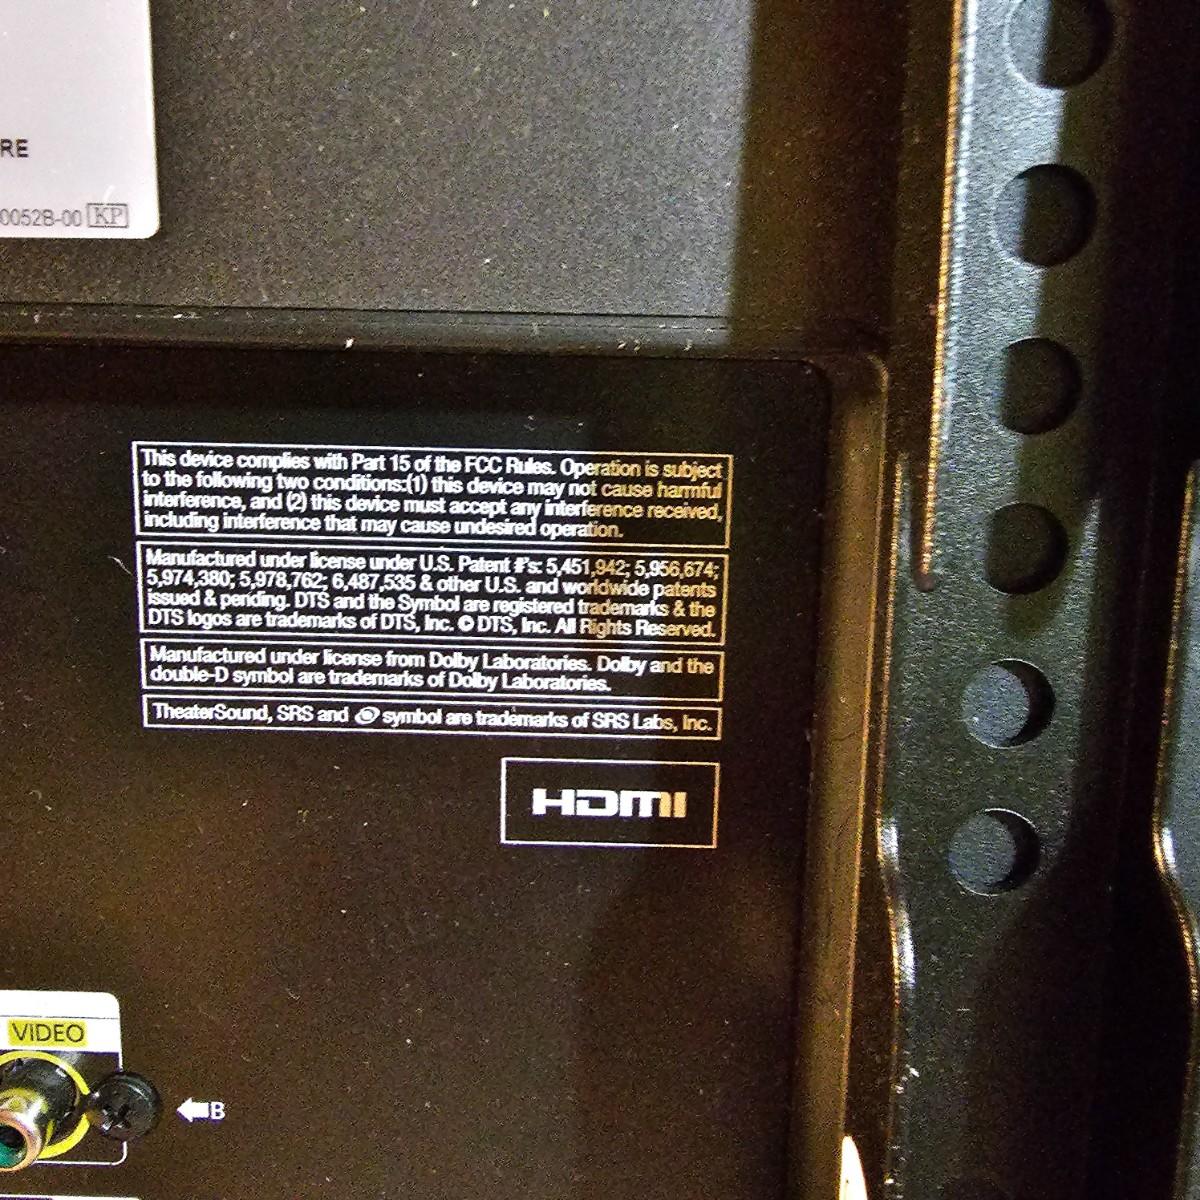 RE
0052B-00 KP
This device complies with Part 15 of the FCC Rules. Operation is subject
to the following two conditions:(1) this device may not cause harmful
interference, and (2) this device must accept any interference received,
including interference that may cause undesired operation.
Manufactured under license under U.S. Patent #'s: 5,451,942; 5,956,674;
5,974,380; 5,978,762; 6,487,535 & other U.S. and worldwide patents
issued & pending. DTS and the Symbol are registered trademarks & the
DTS logos are trademarks of DTS, Inc. © DTS, Inc. All Rights Reserved.
Manufactured under license from Dolby Laboratories. Dolby and the
double-D symbol are trademarks of Dolby Laboratories.
TheaterSound, SRS and symbol are trademarks of SRS Labs, Inc.
HDMI
VIDEO
B